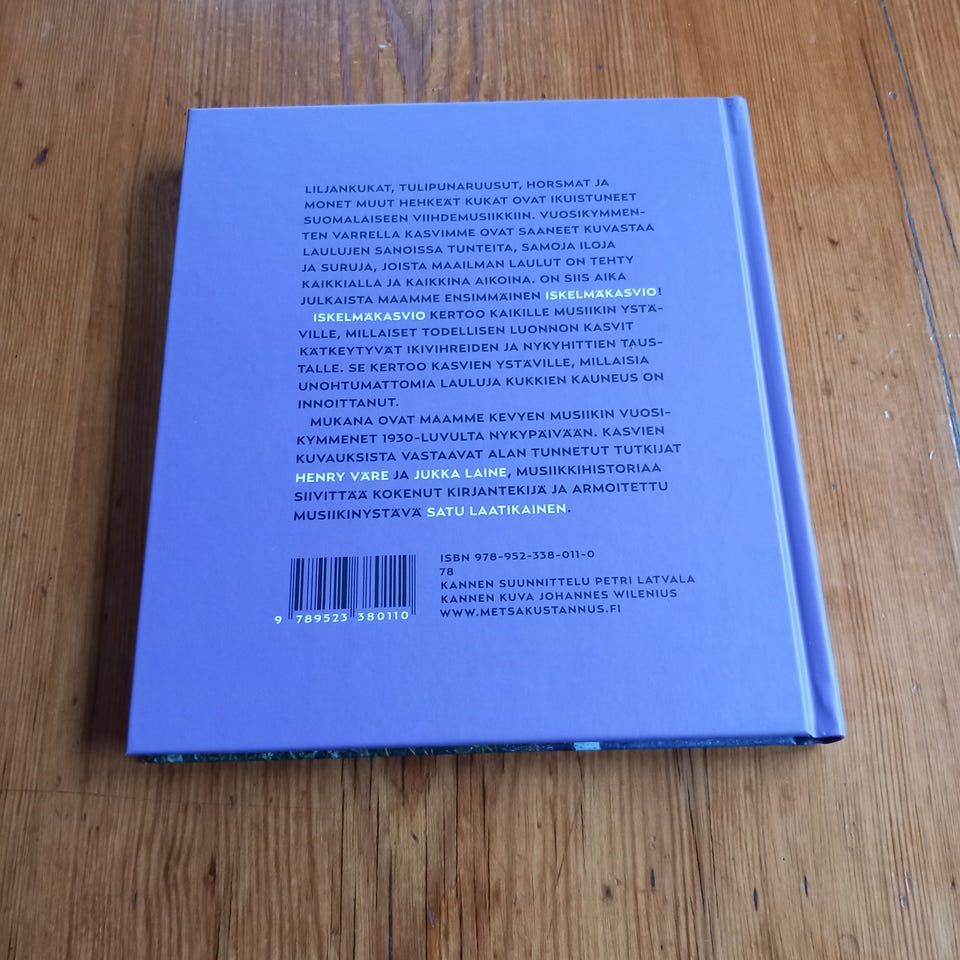 LILJANKUKAT, TULIPUNARUUSUT, HORSMAT JA
MONET MUUT HEHKEÄT KUKAT OVAT IKUISTUNEET
SUOMALAISEEN VIIHDEMUSIIKKIIN. VUOSIKYMMEN-
TEN VARRELLA KASVIMME OVAT SAANEET KUVASTAA
LAULUJEN SANOISSA TUNTEITA, SAMOJA ILOJA
JA SURUJA, JOISTA MAAILMAN LAULUT ON TEHTY
KAIKKIALLA JA KAIKKINA AIKOINA. ON SIIS AIKA
JULKAISTA MAAMME ENSIMMÄINEN ISKELMÄKASVIO!
ISKELMÄKASVIO KERTOO KAIKILLE MUSIIKIN YSTÄ-
VILLE, MILLAISET TODELLISEN LUONNON KASVIT
KÄTKEYTYVÄT IKIVIHREIDEN JA NYKYHITTIEN TAUS-
TALLE. SE KERTOO KASVIEN YSTÄVILLE, MILLAISIA
UNOHTUMATTOMIA LAULUJA KUKKIEN KAUNEUS ON
INNOITTANUT.
MUKANA OVAT MAAMME KEVYEN MUSIIKIN VUOSI-
KYMMENET 1930-LUVULTA NYKYPÄIVÄÄN. KASVIEN
KUVAUKSISTA VASTAAVAT ALAN TUNNETUT TUTKIJAT
HENRY VÄRE JA JUKKA LAINE, MUSIIKKIHISTORIAA
SIIVITTÄÄ KOKENUT KIRJANTEKIJÄ JA ARMOITETTU
MUSIIKINYSTÄVÄ SATU LAATIKAINEN.
ISBN 978-952-338-011-0
78
KANNEN SUUNNITTELU PETRI LATVALA
KANNEN KUVA JOHANNES WILENIUS
WWW.METSAKUSTANNUS.FI
9 789523 380110